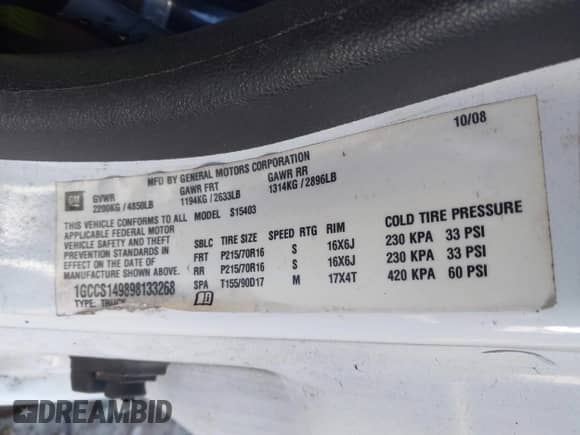 10/08
MFD BY GENERAL MOTORS CORPORATION
GM GVWR GAWR FRT GAWR RR
2200KG / 4850LB 1194KG / 2633LB 1314KG / 2896LB
THIS VEHICLE CONFORMS TO ALL MODEL S15403
APPLICABLE FEDERAL MOTOR
VEHICLE SAFETY AND THEFT
PREVENTION STANDARDS
IN EFFECT ON THE DATE OF
MANUFACTURE SHOWN ABOVE.
1GCCS149898133268
TYPE: TRUCK
SBLC TIRE SIZE SPEED RTG RIM COLD TIRE PRESSURE
FRT P215/70R16 S 16X6J 230 KPA 33 PSI
RR P215/70R16 S 16X6J 230 KPA 33 PSI
SPA T155/90D17 M 17X4T 420 KPA 60 PSI
DREAMBID